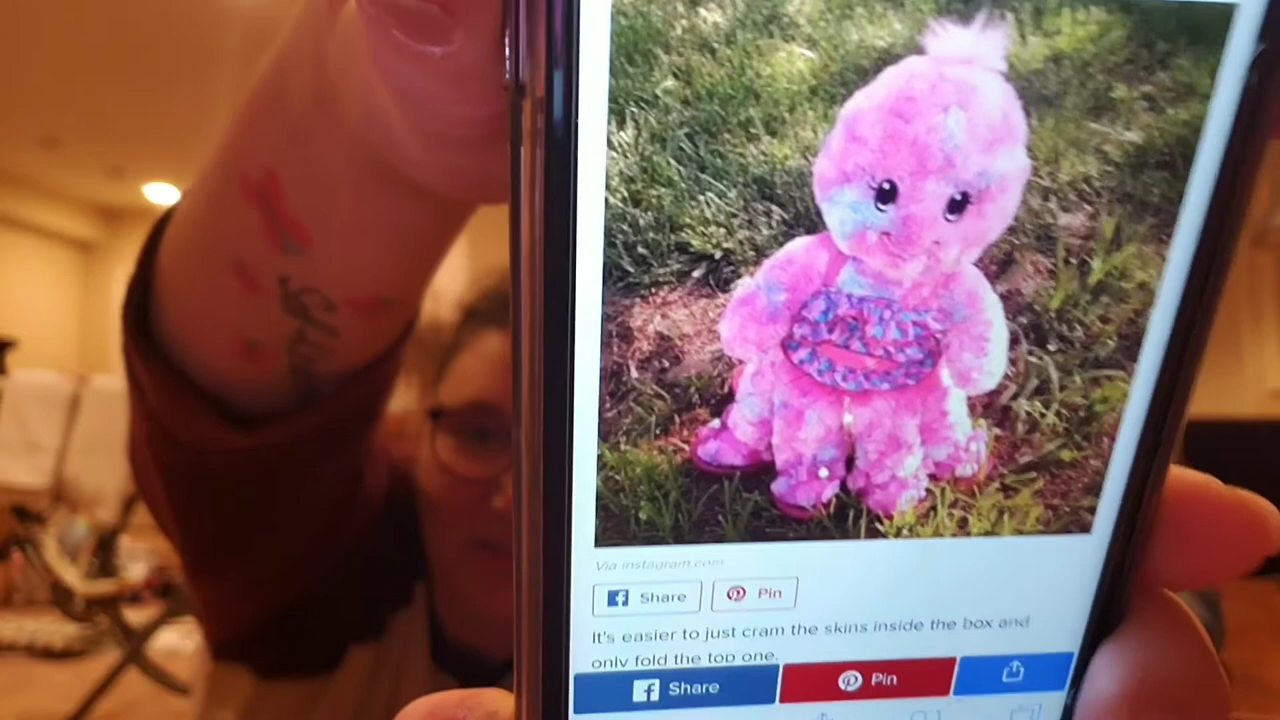 Via instagram.com
Share
Pin
It's easier to just cram the skins inside the box and
only fold the top one.
Share
Pin